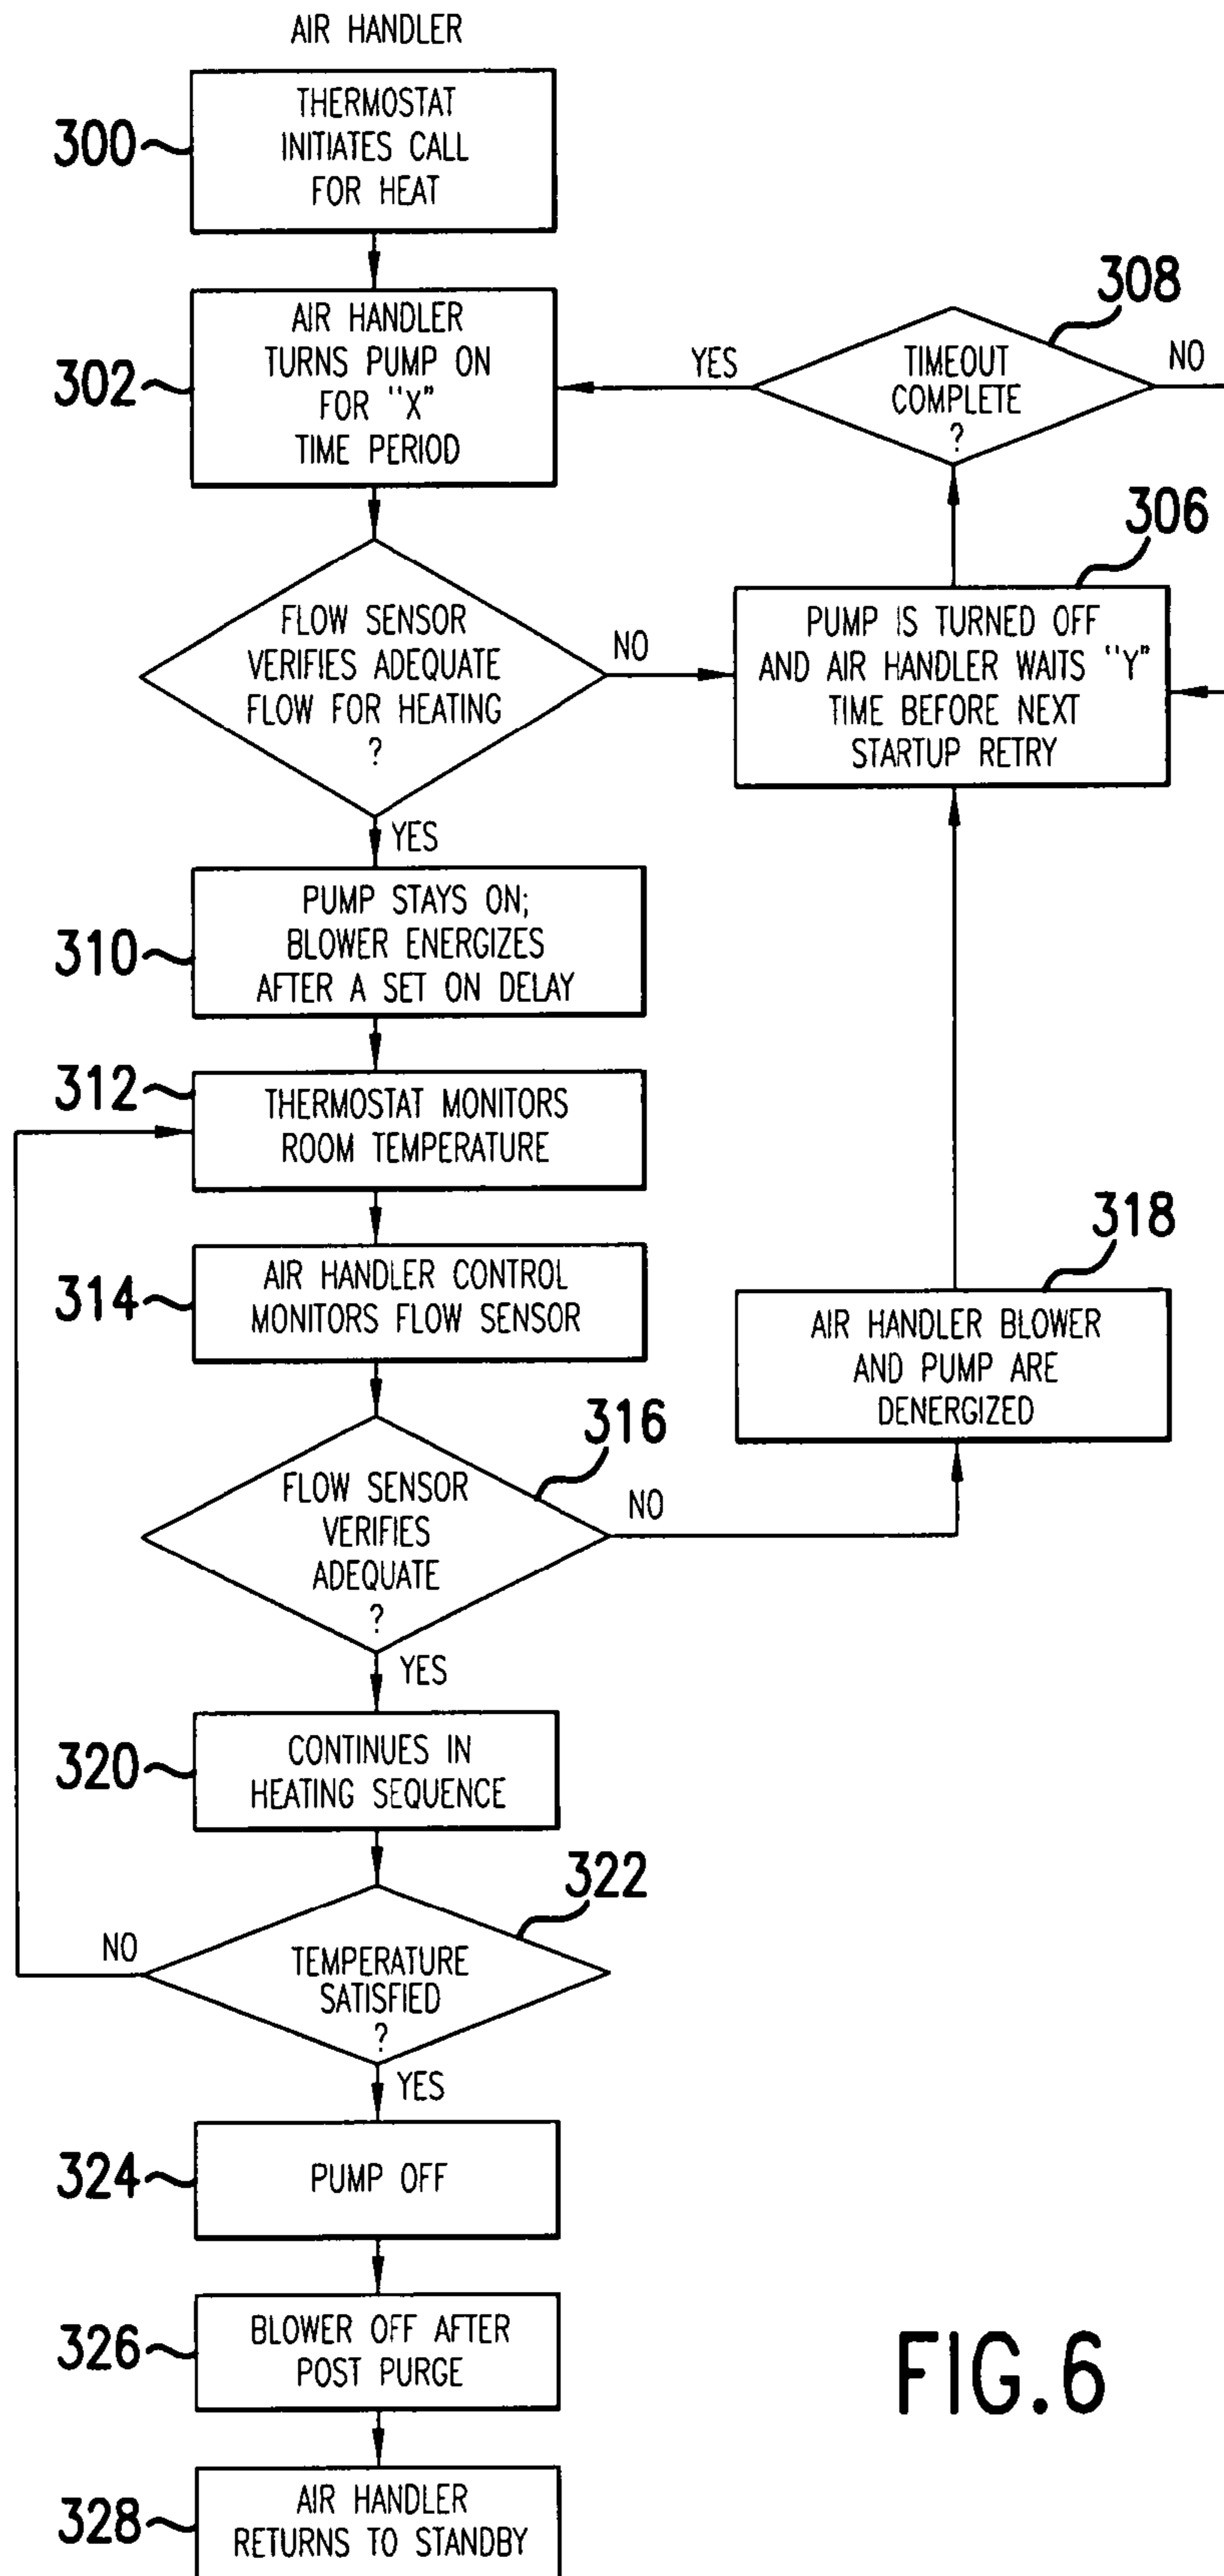 AIR HANDLER
300
THERMOSTAT
INITIATES CALL
FOR HEAT
302
AIR HANDLER
TURNS PUMP ON
FOR "X"
TIME PERIOD
YES
308
TIMEOUT
COMPLETE
?
NO
FLOW SENSOR
VERIFIES ADEQUATE
FLOW FOR HEATING
?
NO
306
PUMP IS TURNED OFF
AND AIR HANDLER WAITS "Y"
TIME BEFORE NEXT
STARTUP RETRY
YES
310
PUMP STAYS ON;
BLOWER ENERGIZES
AFTER A SET ON DELAY
312
THERMOSTAT MONITORS
ROOM TEMPERATURE
314
AIR HANDLER CONTROL
MONITORS FLOW SENSOR
318
AIR HANDLER BLOWER
AND PUMP ARE
DENERGIZED
316
FLOW SENSOR
VERIFIES
ADEQUATE
?
NO
YES
320
CONTINUES IN
HEATING SEQUENCE
322
TEMPERATURE
SATISFIED
?
NO
YES
324
PUMP OFF
326
BLOWER OFF AFTER
POST PURGE
328
AIR HANDLER
RETURNS TO STANDBY
FIG.6